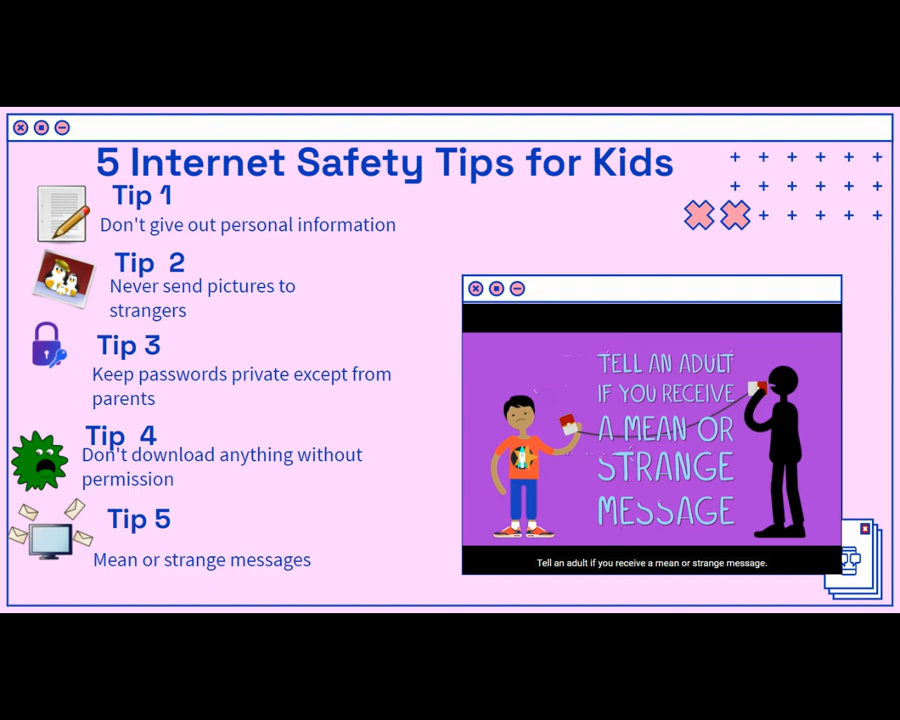 5 Internet Safety Tips for Kids
Tip 1
Don't give out personal information
Tip 2
Never send pictures to
strangers
Tip 3
Keep passwords private except from
parents
Tip 4
Don't download anything without
permission
Tip 5
Mean or strange messages
TELL AN ADULT
IF YOU RECEIVE
A MEAN OR
STRANGE
MESSAGE
Tell an adult if you receive a mean or strange message.